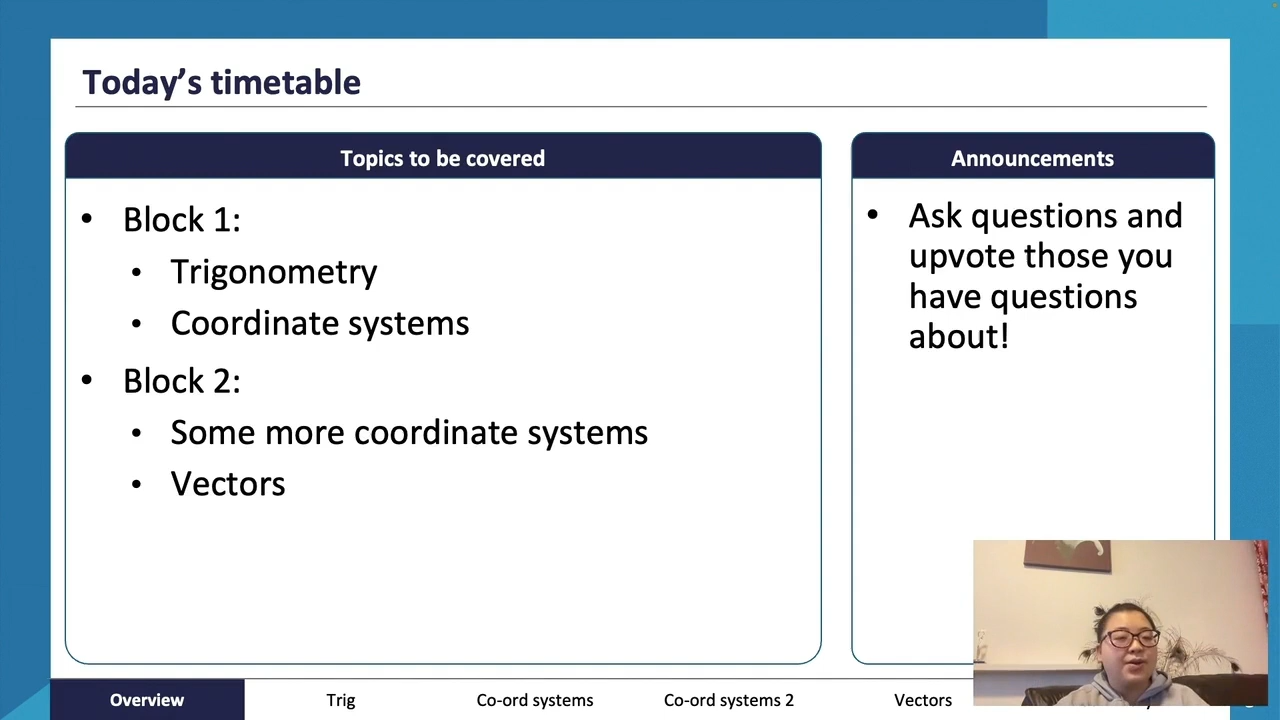 Today's timetable
Topics to be covered
• Block 1:
• Trigonometry
• Coordinate systems
• Block 2:
• Some more coordinate systems
• Vectors
Announcements
• Ask questions and
upvote those you
have questions
about!
Overview
Trig
Co-ord systems
Co-ord systems 2
Vectors